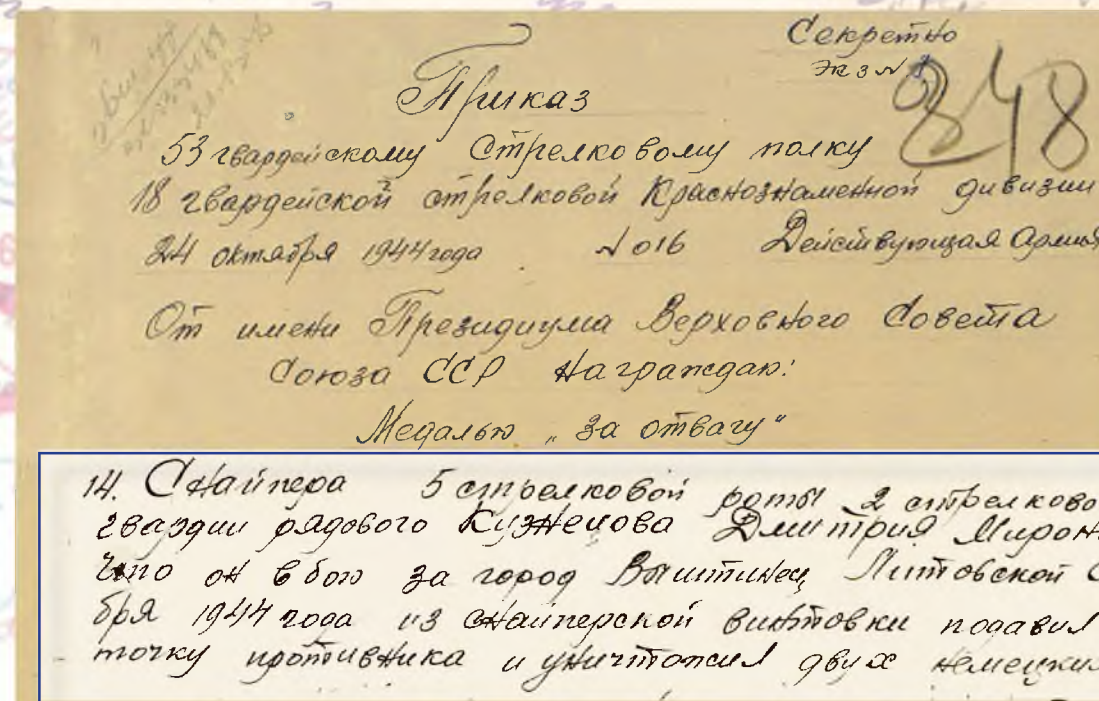 Секретно
Экз № 1
248
Приказ
53 гвардейскому Стрелковому полку
18 гвардейской стрелковой Краснознаменной дивизии
24 октября 1944 года № 016 Действующая Армия
От имени Президиума Верховного Совета
Союза ССР Награждаю:
Медалью „За отвагу"
14. Снайпера 5 стрелковой роты 2 стрелково
гвардии рядового Кузнецова Дмитрия Мирон
что он в бою за город Виштинец Литовской С
бря 1944 года из снайперской винтовки подавил
точку противника и уничтожил двух немецких